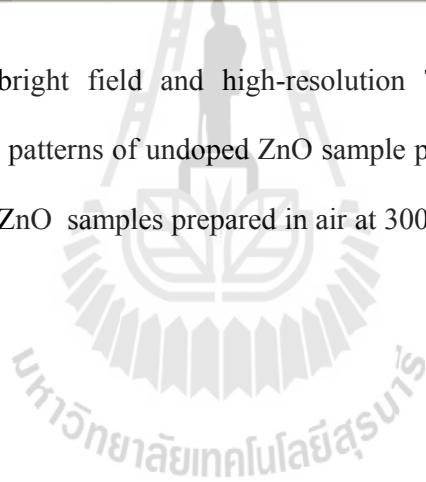 bright field and high-resolution
patterns of undoped ZnO sample p
ZnO samples prepared in air at 300
มหาวิทยาลัยเทคโนโลยีสุรนารี